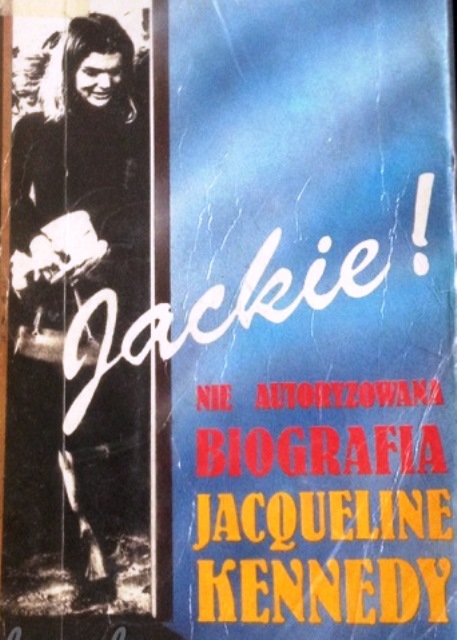 Jackie!
NIE AUTORYZOWANA
BIOGRAFIA
JACQUELINE
KENNEDY